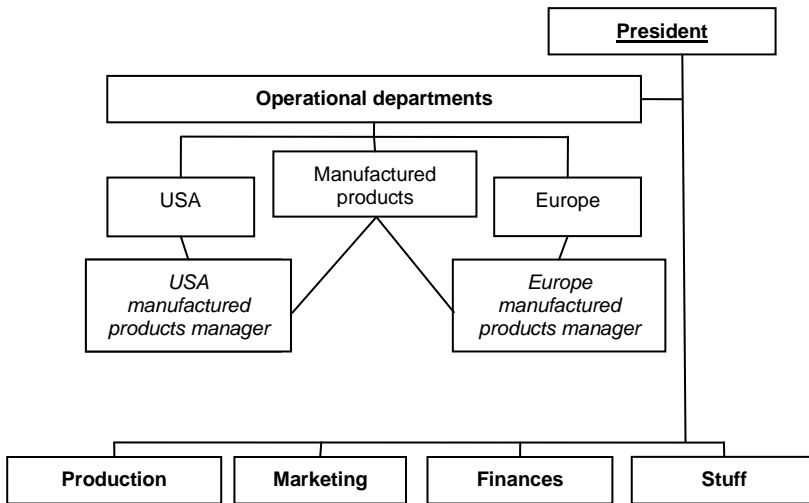 President
Operational departments
USA
Manufactured
products
Europe
USA
manufactured
products manager
Europe
manufactured
products manager
Production
Marketing
Finances
Stuff